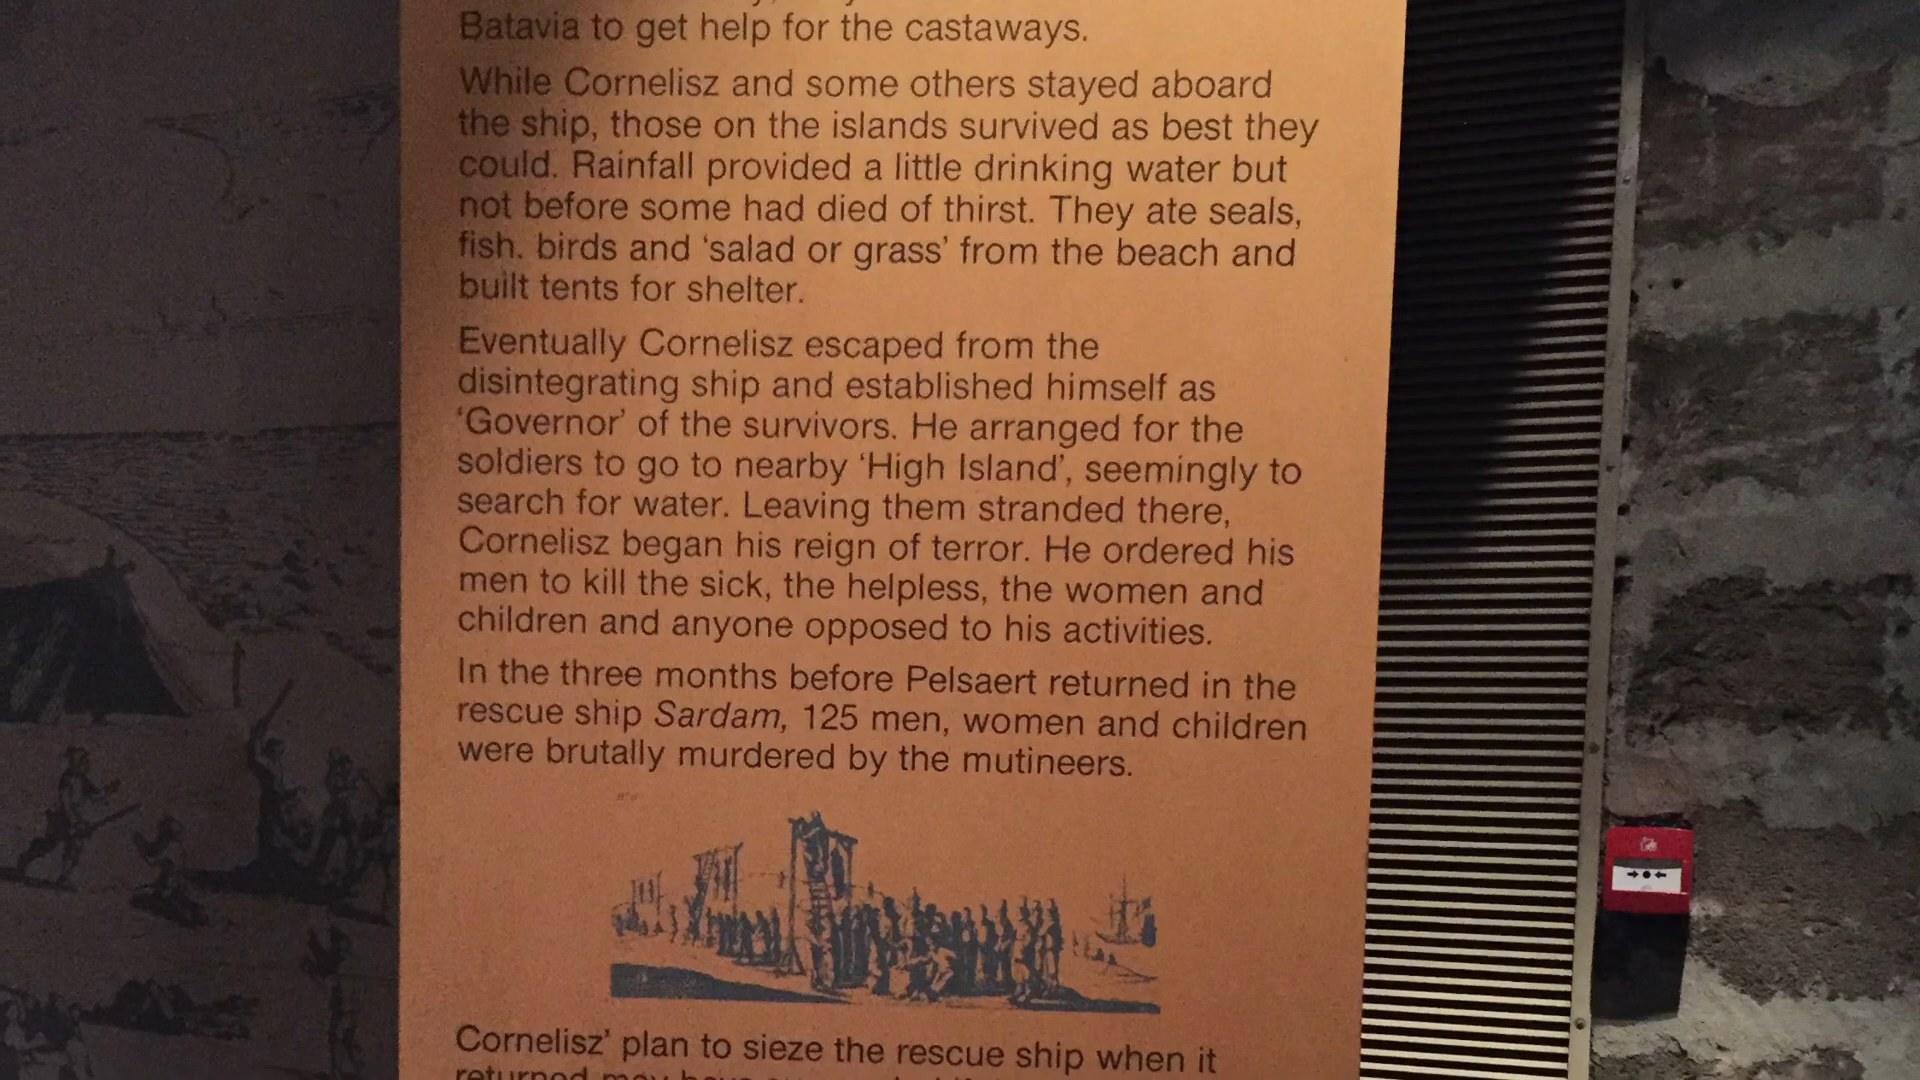 Batavia to get help for the castaways.
While Cornelisz and some others stayed aboard
the ship, those on the islands survived as best they
could. Rainfall provided a little drinking water but
not before some had died of thirst. They ate seals,
fish. birds and ‘salad or grass’ from the beach and
built tents for shelter.
Eventually Cornelisz escaped from the
disintegrating ship and established himself as
‘Governor’ of the survivors. He arranged for the
soldiers to go to nearby ‘High Island’, seemingly to
search for water. Leaving them stranded there,
Cornelisz began his reign of terror. He ordered his
men to kill the sick, the helpless, the women and
children and anyone opposed to his activities.
In the three months before Pelsaert returned in the
rescue ship Sardam, 125 men, women and children
were brutally murdered by the mutineers.
Cornelisz’ plan to sieze the rescue ship when it
returned may have